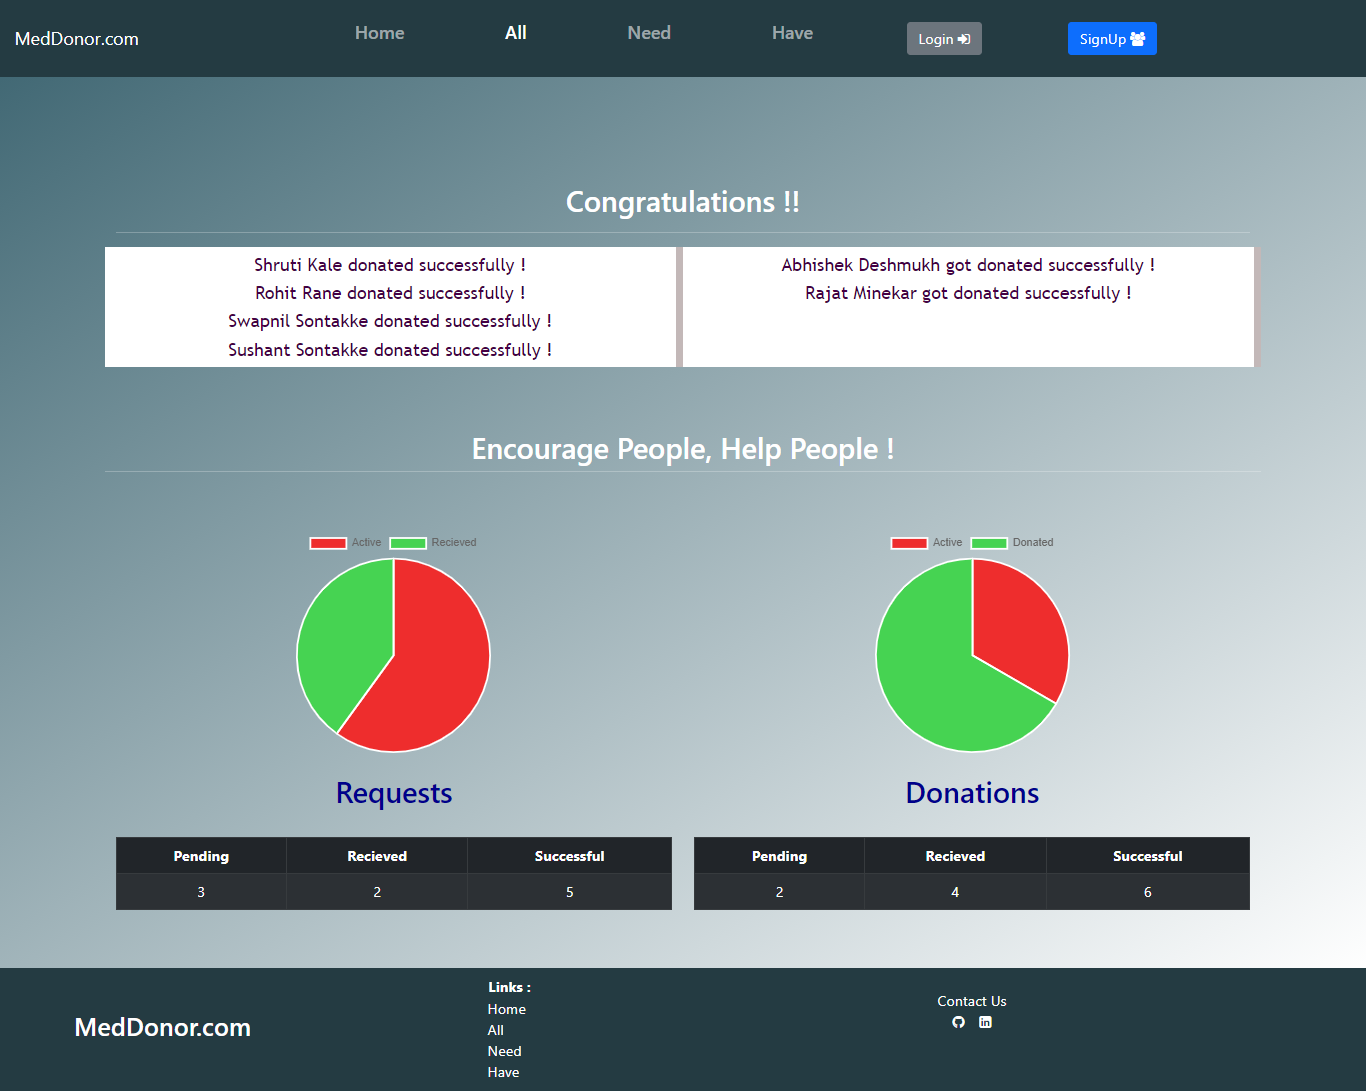 MedDonor.com Home All Need Have Login SignUp
Congratulations !!
Shruti Kale donated successfully !
Rohit Rane donated successfully !
Swapnil Sontakke donated successfully !
Sushant Sontakke donated successfully !
Abhishek Deshmukh got donated successfully !
Rajat Minekar got donated successfully !
Encourage People, Help People !
Active Recieved
Requests
Pending Recieved Successful
3 2 5
Active Donated
Donations
Pending Recieved Successful
2 4 6
MedDonor.com
Links :
Home
All
Need
Have
Contact Us